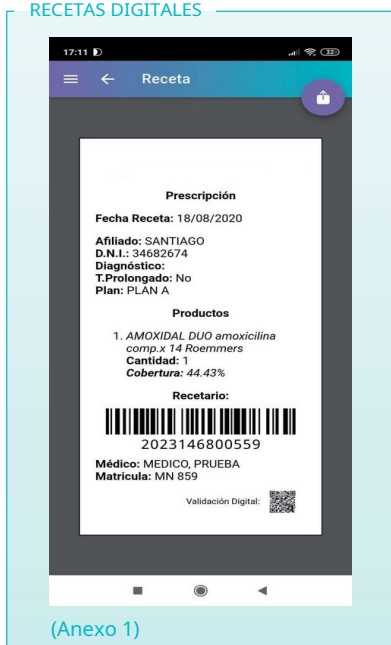 RECETAS DIGITALES
17:11
32
Receta
Prescripción
Fecha Receta: 18/08/2020
Afiliado: SANTIAGO
D.N.I.: 34682674
Diagnóstico:
T.Prolongado: No
Plan: PLAN A
Productos
1. AMOXIDAL DUO amoxicilina
comp.x 14 Roemmers
Cantidad: 1
Cobertura: 44.43%
Recetario:
2023146800559
Médico: MEDICO, PRUEBA
Matricula: MN 859
Validación Digital:
(Anexo 1)